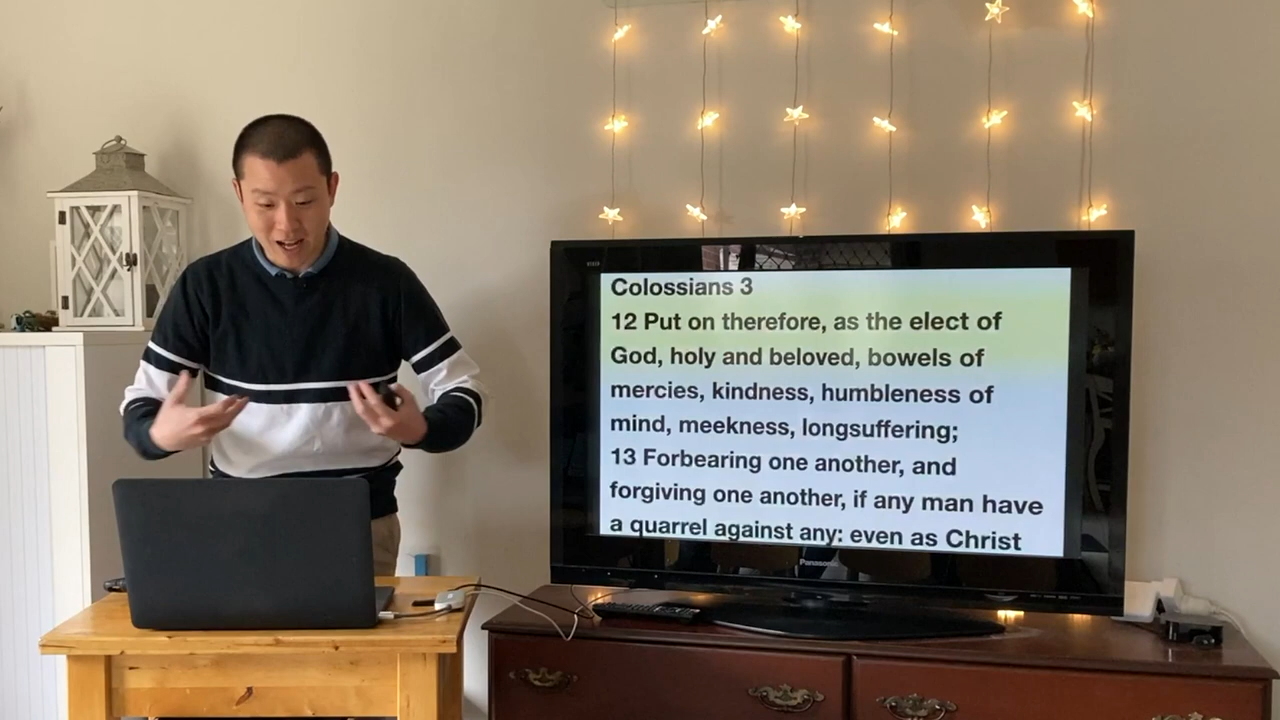 Colossians 3
12 Put on therefore, as the elect of
God, holy and beloved, bowels of
mercies, kindness, humbleness of
mind, meekness, longsuffering;
13 Forbearing one another, and
forgiving one another, if any man have
a quarrel against any: even as Christ
Panasonic